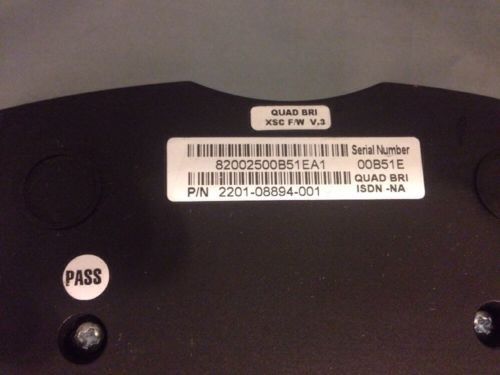 QUAD BRI
XSC F/W V.3
Serial Number
82002500B51EA1 00B51E
P/N 2201-08894-001 QUAD BRI
ISDN -NA
PASS